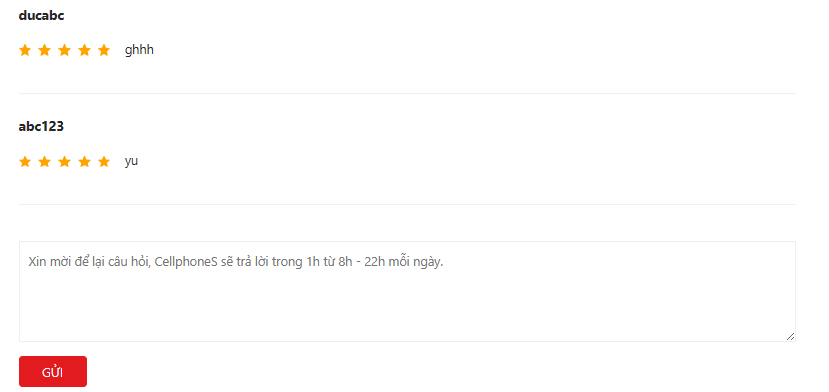 ducabc
ghhh
abc123
yu
Xin mời để lại câu hỏi, CellphoneS sẽ trả lời trong 1h từ 8h - 22h mỗi ngày.
GỬI